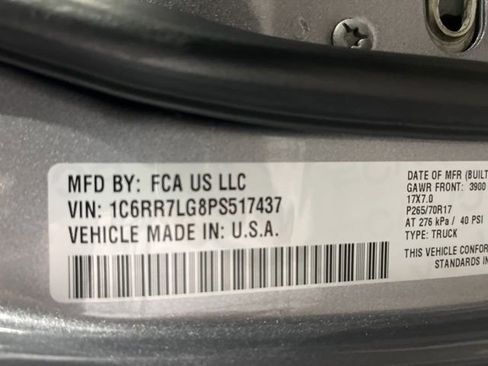 MFD BY: FCA US LLC
VIN: 1C6RR7LG8PS517437
VEHICLE MADE IN: U.S.A.
DATE OF MFR (BUILT
GAWR FRONT: 3900
17X7.0
P265/70R17
AT 276 kPa / 40 PSI
TYPE: TRUCK
THIS VEHICLE CONFOR
STANDARDS IN